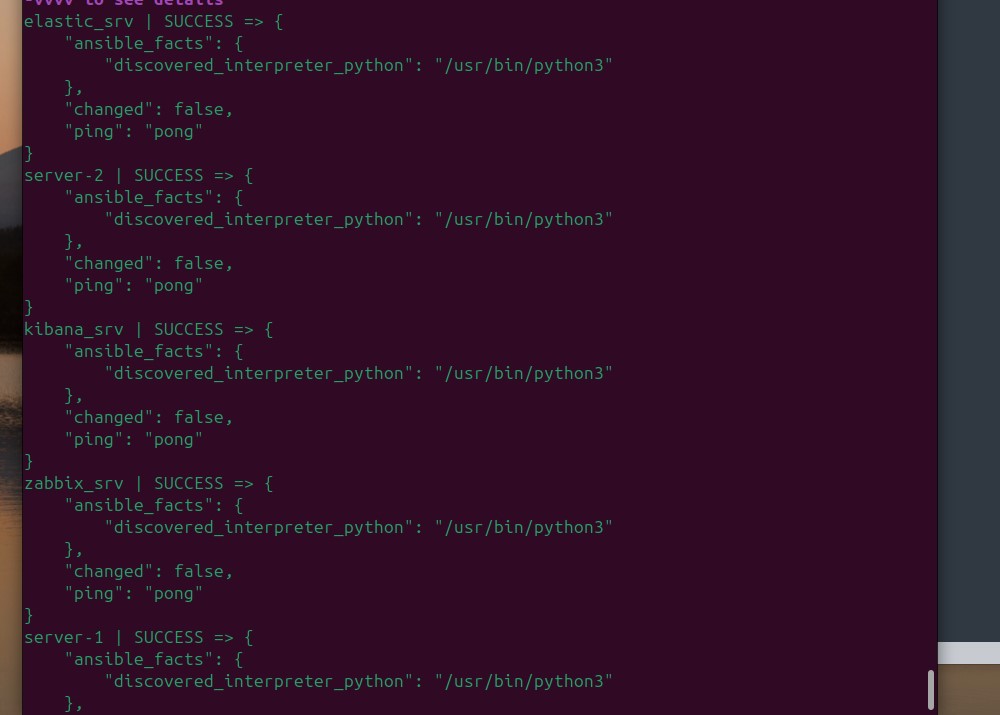 -vvvv to see details
elastic_srv | SUCCESS => {
    "ansible_facts": {
        "discovered_interpreter_python": "/usr/bin/python3"
    },
    "changed": false,
    "ping": "pong"
}
server-2 | SUCCESS => {
    "ansible_facts": {
        "discovered_interpreter_python": "/usr/bin/python3"
    },
    "changed": false,
    "ping": "pong"
}
kibana_srv | SUCCESS => {
    "ansible_facts": {
        "discovered_interpreter_python": "/usr/bin/python3"
    },
    "changed": false,
    "ping": "pong"
}
zabbix_srv | SUCCESS => {
    "ansible_facts": {
        "discovered_interpreter_python": "/usr/bin/python3"
    },
    "changed": false,
    "ping": "pong"
}
server-1 | SUCCESS => {
    "ansible_facts": {
        "discovered_interpreter_python": "/usr/bin/python3"
    },